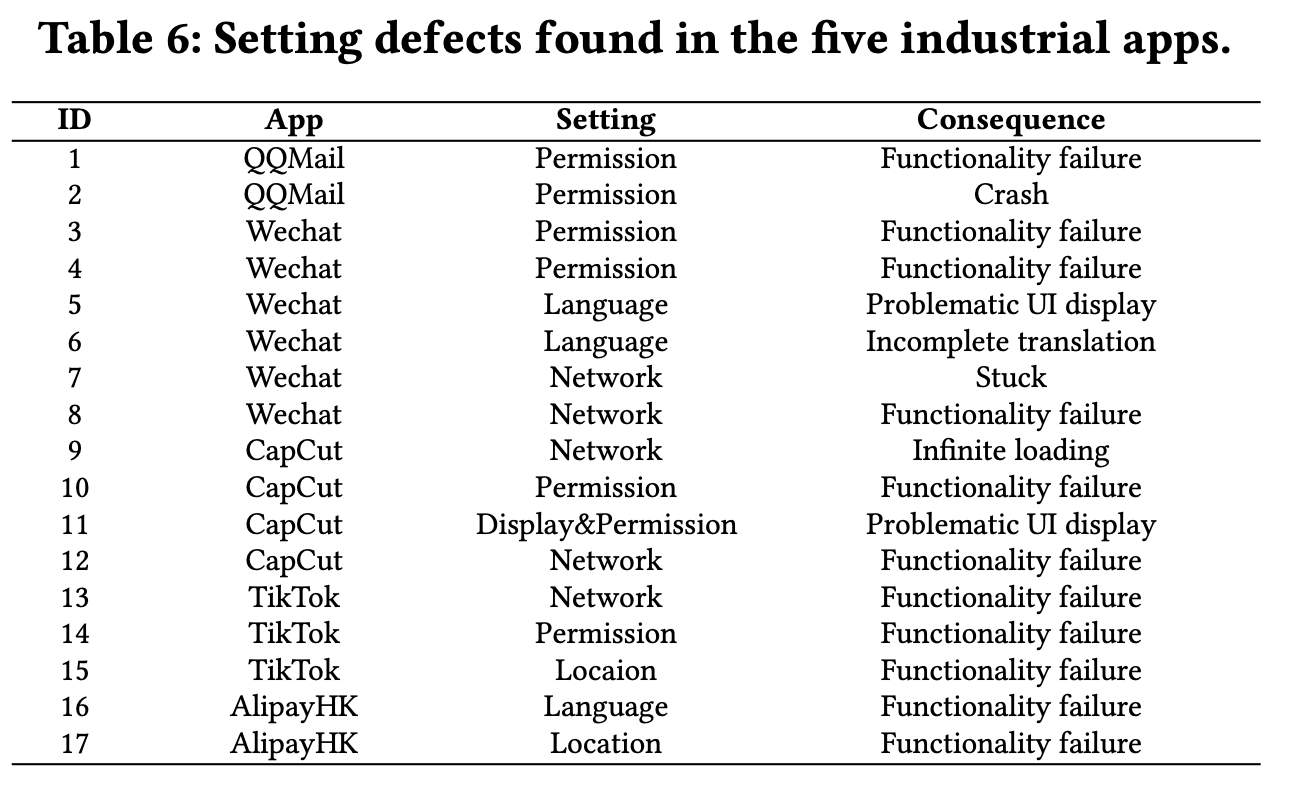 Table 6: Setting defects found in the five industrial apps.
ID App Setting Consequence
1 QQMail Permission Functionality failure
2 QQMail Permission Crash
3 Wechat Permission Functionality failure
4 Wechat Permission Functionality failure
5 Wechat Language Problematic UI display
6 Wechat Language Incomplete translation
7 Wechat Network Stuck
8 Wechat Network Functionality failure
9 CapCut Network Infinite loading
10 CapCut Permission Functionality failure
11 CapCut Display&Permission Problematic UI display
12 CapCut Network Functionality failure
13 TikTok Network Functionality failure
14 TikTok Permission Functionality failure
15 TikTok Locaion Functionality failure
16 AlipayHK Language Functionality failure
17 AlipayHK Location Functionality failure